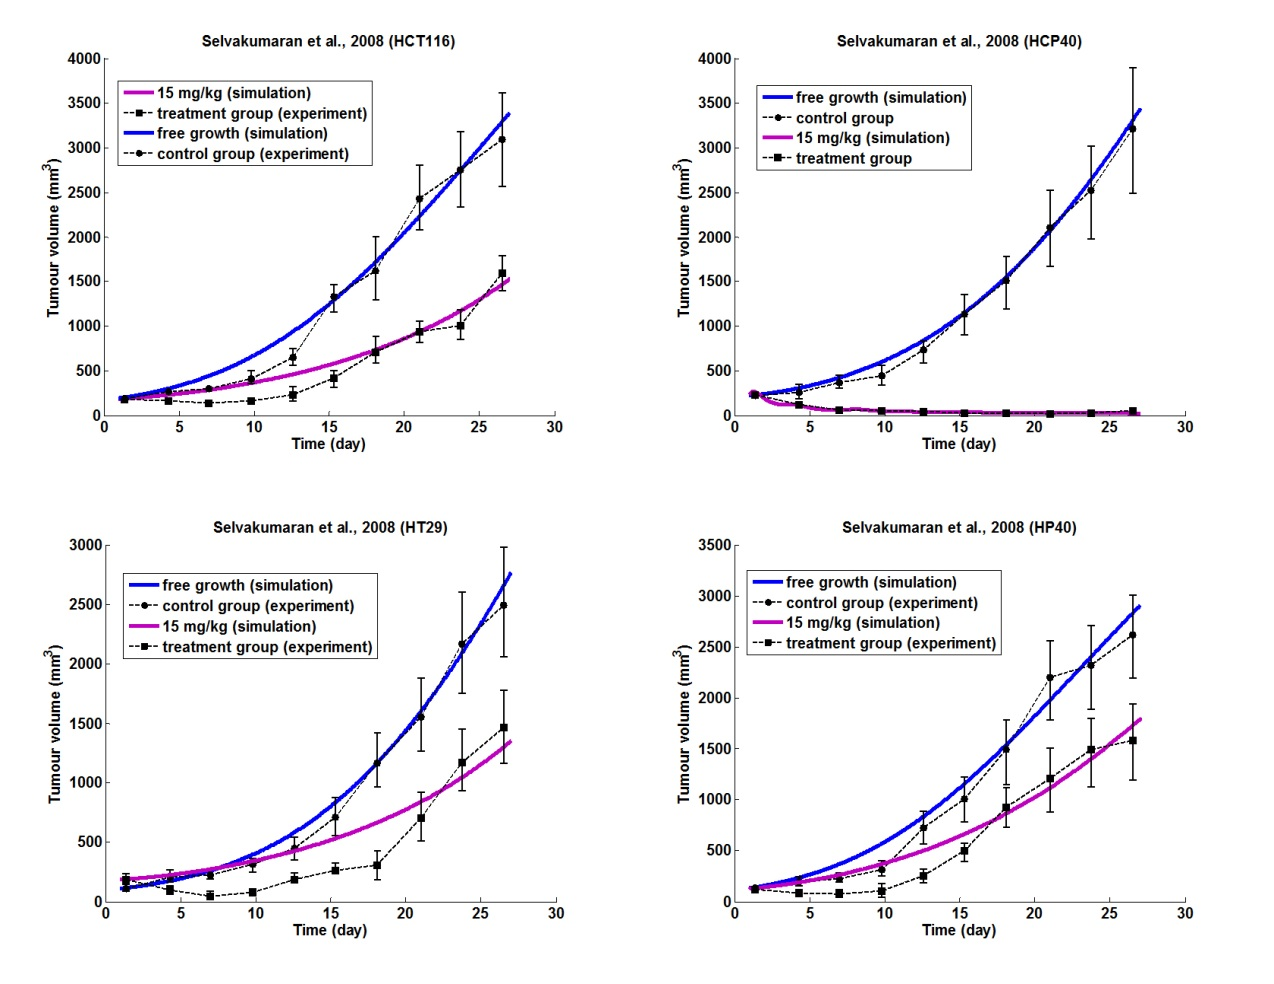 Selvakumaran et al., 2008 (HCT116)
4000
3500
3000
2500
2000
1500
1000
500
0
Tumour volume (mm3)
15 mg/kg (simulation)
treatment group (experiment)
free growth (simulation)
control group (experiment)
0 5 10 15 20 25 30
Time (day)
Selvakumaran et al., 2008 (HCP40)
4000
3500
3000
2500
2000
1500
1000
500
0
Tumour volume (mm3)
free growth (simulation)
control group
15 mg/kg (simulation)
treatment group
0 5 10 15 20 25 30
Time (day)
Selvakumaran et al., 2008 (HT29)
3000
2500
2000
1500
1000
500
0
Tumour volume (mm3)
free growth (simulation)
control group (experiment)
15 mg/kg (simulation)
treatment group (experiment)
0 5 10 15 20 25 30
Time (day)
Selvakumaran et al., 2008 (HP40)
3500
3000
2500
2000
1500
1000
500
0
Tumour volume (mm3)
free growth (simulation)
control group (experiment)
15 mg/kg (simulation)
treatment group (experiment)
0 5 10 15 20 25 30
Time (day)